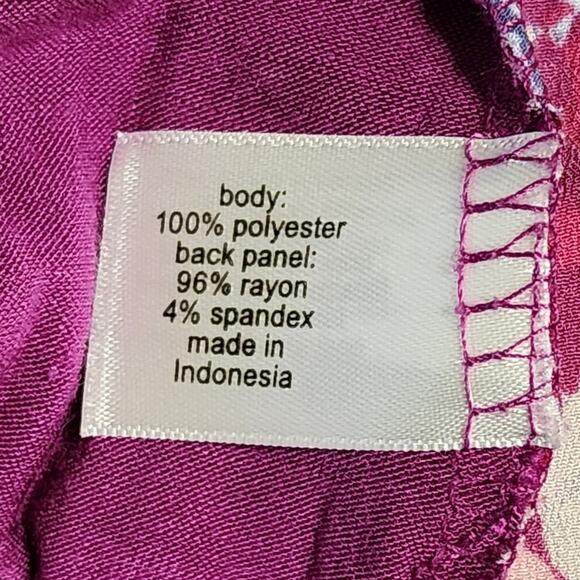 body:
100% polyester
back panel:
96% rayon
4% spandex
made in
Indonesia